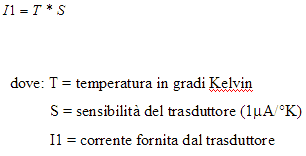 I1 = T * S
dove: T = temperatura in gradi Kelvin
S = sensibilità del trasduttore (1µA/°K)
I1 = corrente fornita dal trasduttore